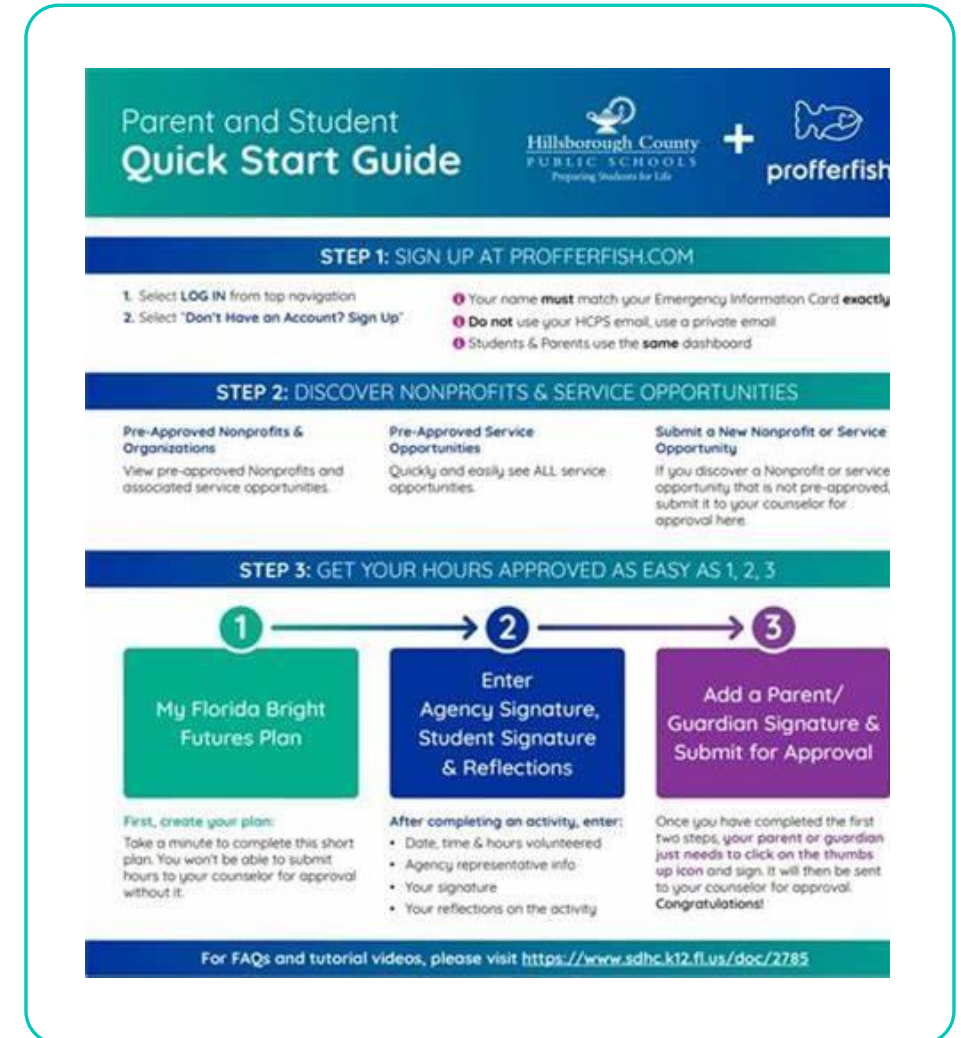 Parent and Student
Quick Start Guide
Hillsborough County
PUBLIC SCHOOLS
Preparing Students for Life
+
profferfish
STEP 1: SIGN UP AT PROFFERFISH.COM
1. Select LOG IN from top navigation
2. Select "Don't Have an Account? Sign Up"
Your name must match your Emergency Information Card exactly
Do not use your HCPS email, use a private email
Students & Parents use the same dashboard
STEP 2: DISCOVER NONPROFITS & SERVICE OPPORTUNITIES
Pre-Approved Nonprofits &
Organizations
View pre-approved Nonprofits and
associated service opportunities.
Pre-Approved Service
Opportunities
Quickly and easily see ALL service
opportunities.
Submit a New Nonprofit or Service
Opportunity
If you discover a Nonprofit or service
opportunity that is not pre-approved,
submit it to your counselor for
approval here.
STEP 3: GET YOUR HOURS APPROVED AS EASY AS 1, 2, 3
1
2
3
My Florida Bright
Futures Plan
Enter
Agency Signature,
Student Signature
& Reflections
Add a Parent/
Guardian Signature &
Submit for Approval
First, create your plan:
Take a minute to complete this short
plan. You won't be able to submit
hours to your counselor for approval
without it.
After completing an activity, enter:
• Date, time & hours volunteered
• Agency representative info
• Your signature
• Your reflections on the activity
Once you have completed the first
two steps, your parent or guardian
just needs to click on the thumbs
up icon and sign. It will then be sent
to your counselor for approval.
Congratulations!
For FAQs and tutorial videos, please visit https://www.sdhc.k12.fl.us/doc/2785